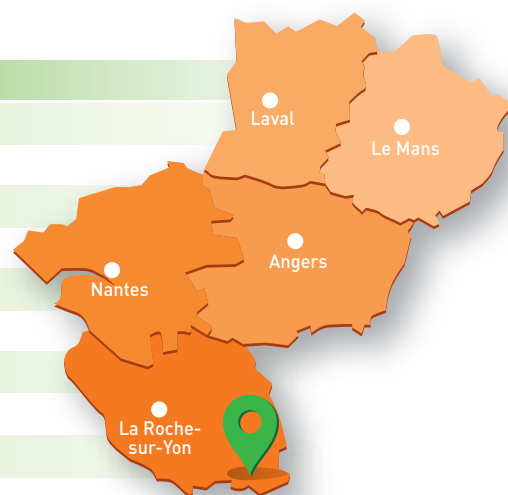 Laval
Le Mans
Angers
Nantes
La Roche-
sur-Yon